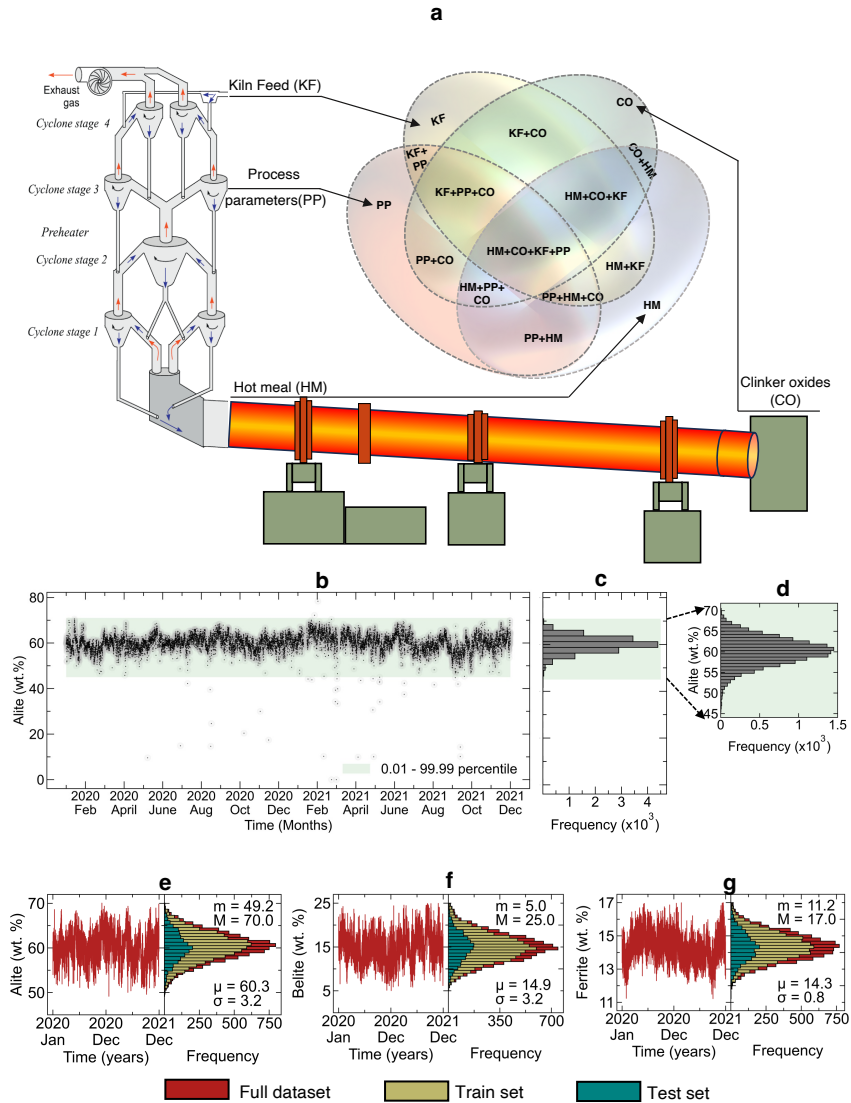 a
Exhaust
gas
Cyclone stage 4
Cyclone stage 3
Preheater
Cyclone stage 2
Cyclone stage 1
Kiln Feed (KF)
Process
parameters(PP)
Hot meal (HM)
Clinker oxides
(CO)
KF
CO
KF+CO
KF+
PP
CO+HM
PP
KF+PP+CO
HM+CO+KF
HM+CO+KF+PP
PP+CO
HM+KF
HM+PP+
CO
PP+HM+CO
HM
PP+HM
b
Alite (wt.%)
80
60
40
20
0
0.01 - 99.99 percentile
2020 2020 2020 2020 2020 2020 2021 2021 2021 2021 2021 2021
Feb April June Aug Oct Dec Feb April June Aug Oct Dec
Time (Months)
c
1 2 3 4
Frequency (x10³)
d
Alite (wt.%)
70
65
60
55
50
45
0 0.5 1 1.5
Frequency (x10³)
e
Alite (wt. %)
70
60
50
m = 49.2
M = 70.0
μ = 60.3
σ = 3.2
2020 2020 2021 250 500 750
Jan Dec Dec
Time (years) Frequency
f
Belite (wt. %)
25
15
5
m = 5.0
M = 25.0
μ = 14.9
σ = 3.2
2020 2020 2021 350 700
Jan Dec Dec
Time (years) Frequency
g
Ferrite (wt. %)
17
16
14
13
11
m = 11.2
M = 17.0
μ = 14.3
σ = 0.8
2020 2020 2021 250 500 750
Jan Dec Dec
Time (years) Frequency
Full dataset Train set Test set